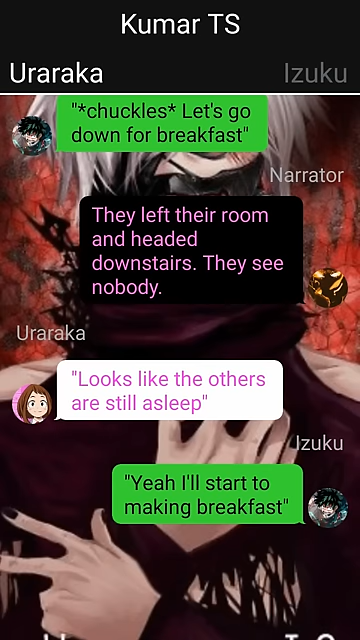 Kumar TS
Uraraka Izuku
"*chuckles* Let's go
down for breakfast"
Narrator
They left their room
and headed
downstairs. They see
nobody.
Uraraka
"Looks like the others
are still asleep"
Izuku
"Yeah I'll start to
making breakfast"